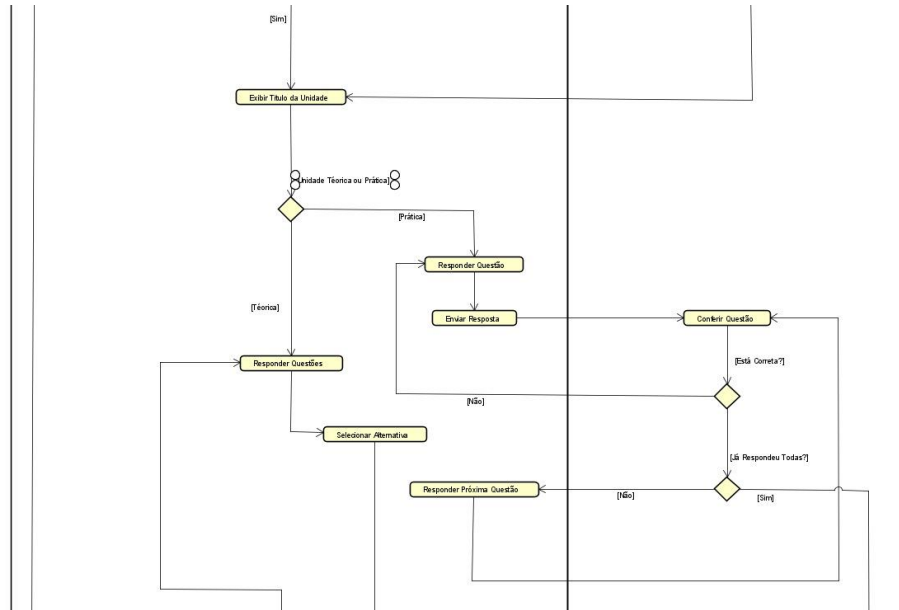 [Sim]
Exibir Titulo da Unidade
Unidade Téorica ou Prática]
[Prática]
Responder Questão
[Téorica]
Enviar Resposta
Conferir Questão
Responder Questões
[Está Correta?]
[Não]
Selecionar Alternativa
[Já Respondeu Todas?]
Responder Próxima Questão
[Não]
[Sim]